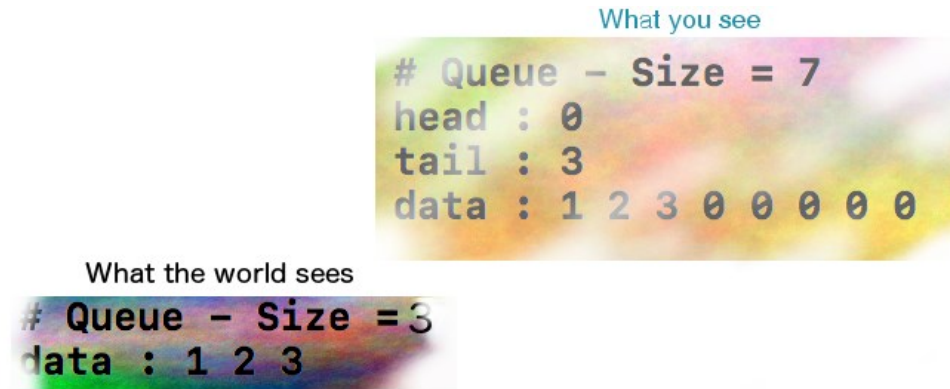 What you see
# Queue - Size = 7
head : 0
tail : 3
data : 1 2 3 0 0 0 0 0
What the world sees
# Queue - Size = 3
data : 1 2 3